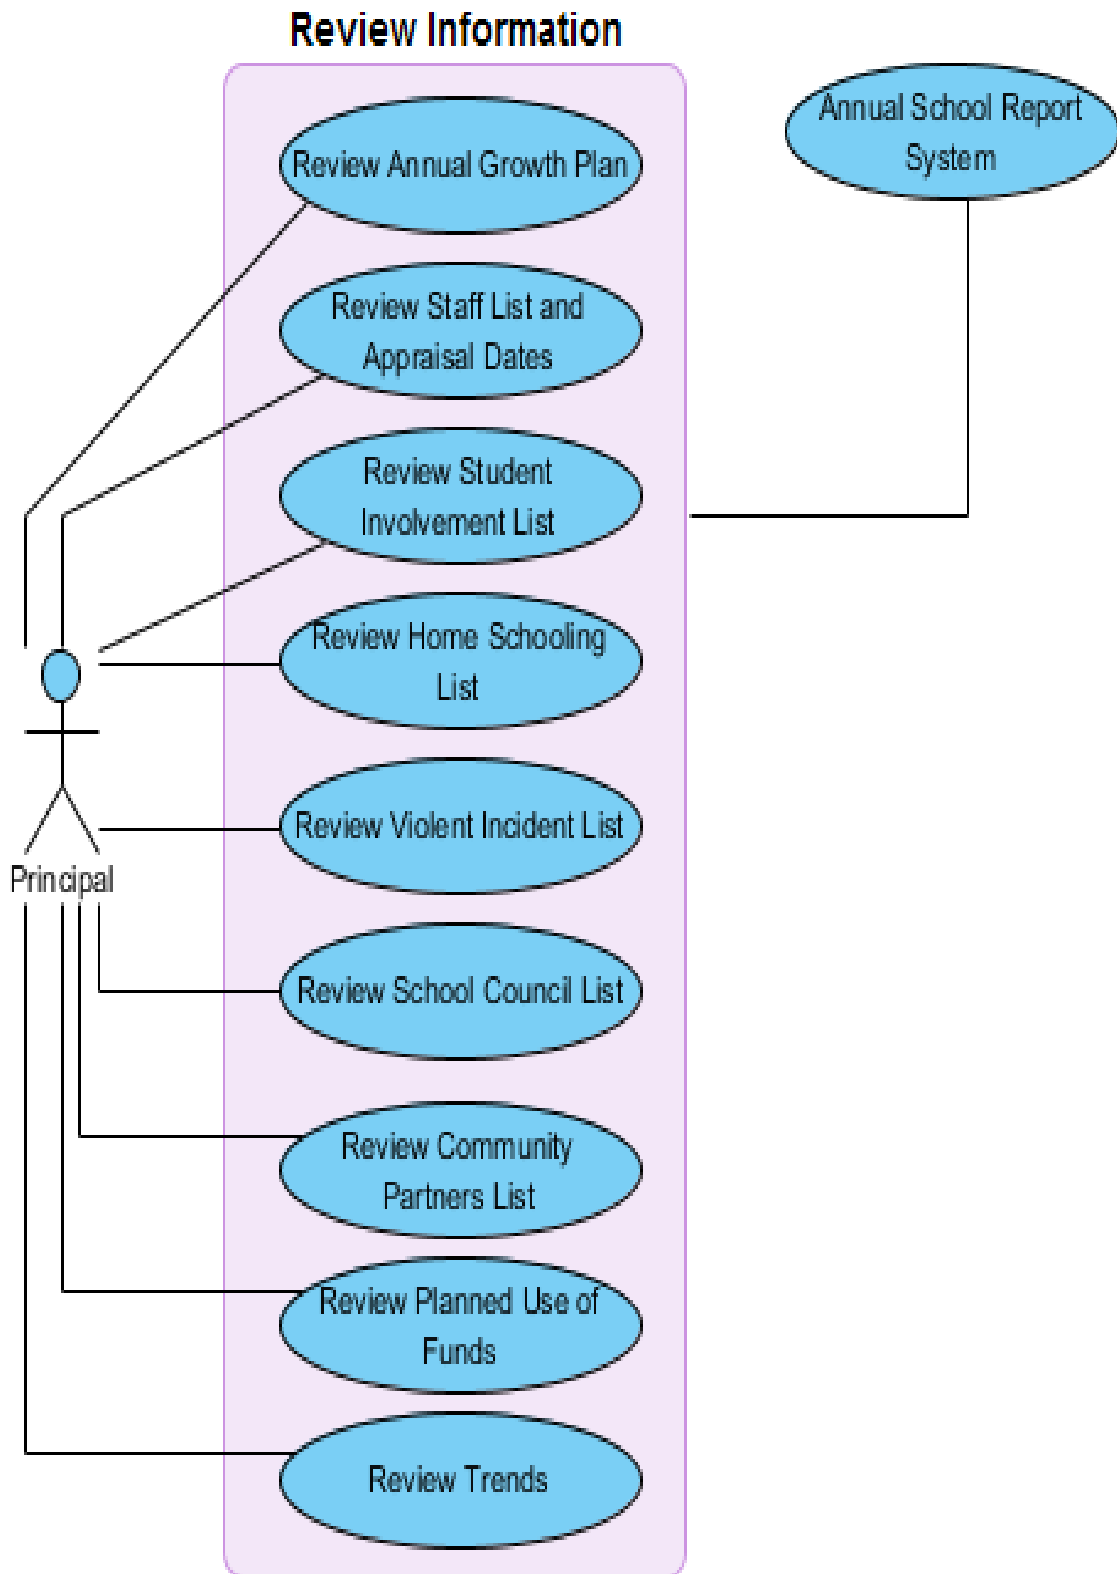 Review Information
Annual School Report
System
Review Annual Growth Plan
Review Staff List and
Appraisal Dates
Review Student
Involvement List
Review Home Schooling
List
Review Violent Incident List
Principal
Review School Council List
Review Community
Partners List
Review Planned Use of
Funds
Review Trends